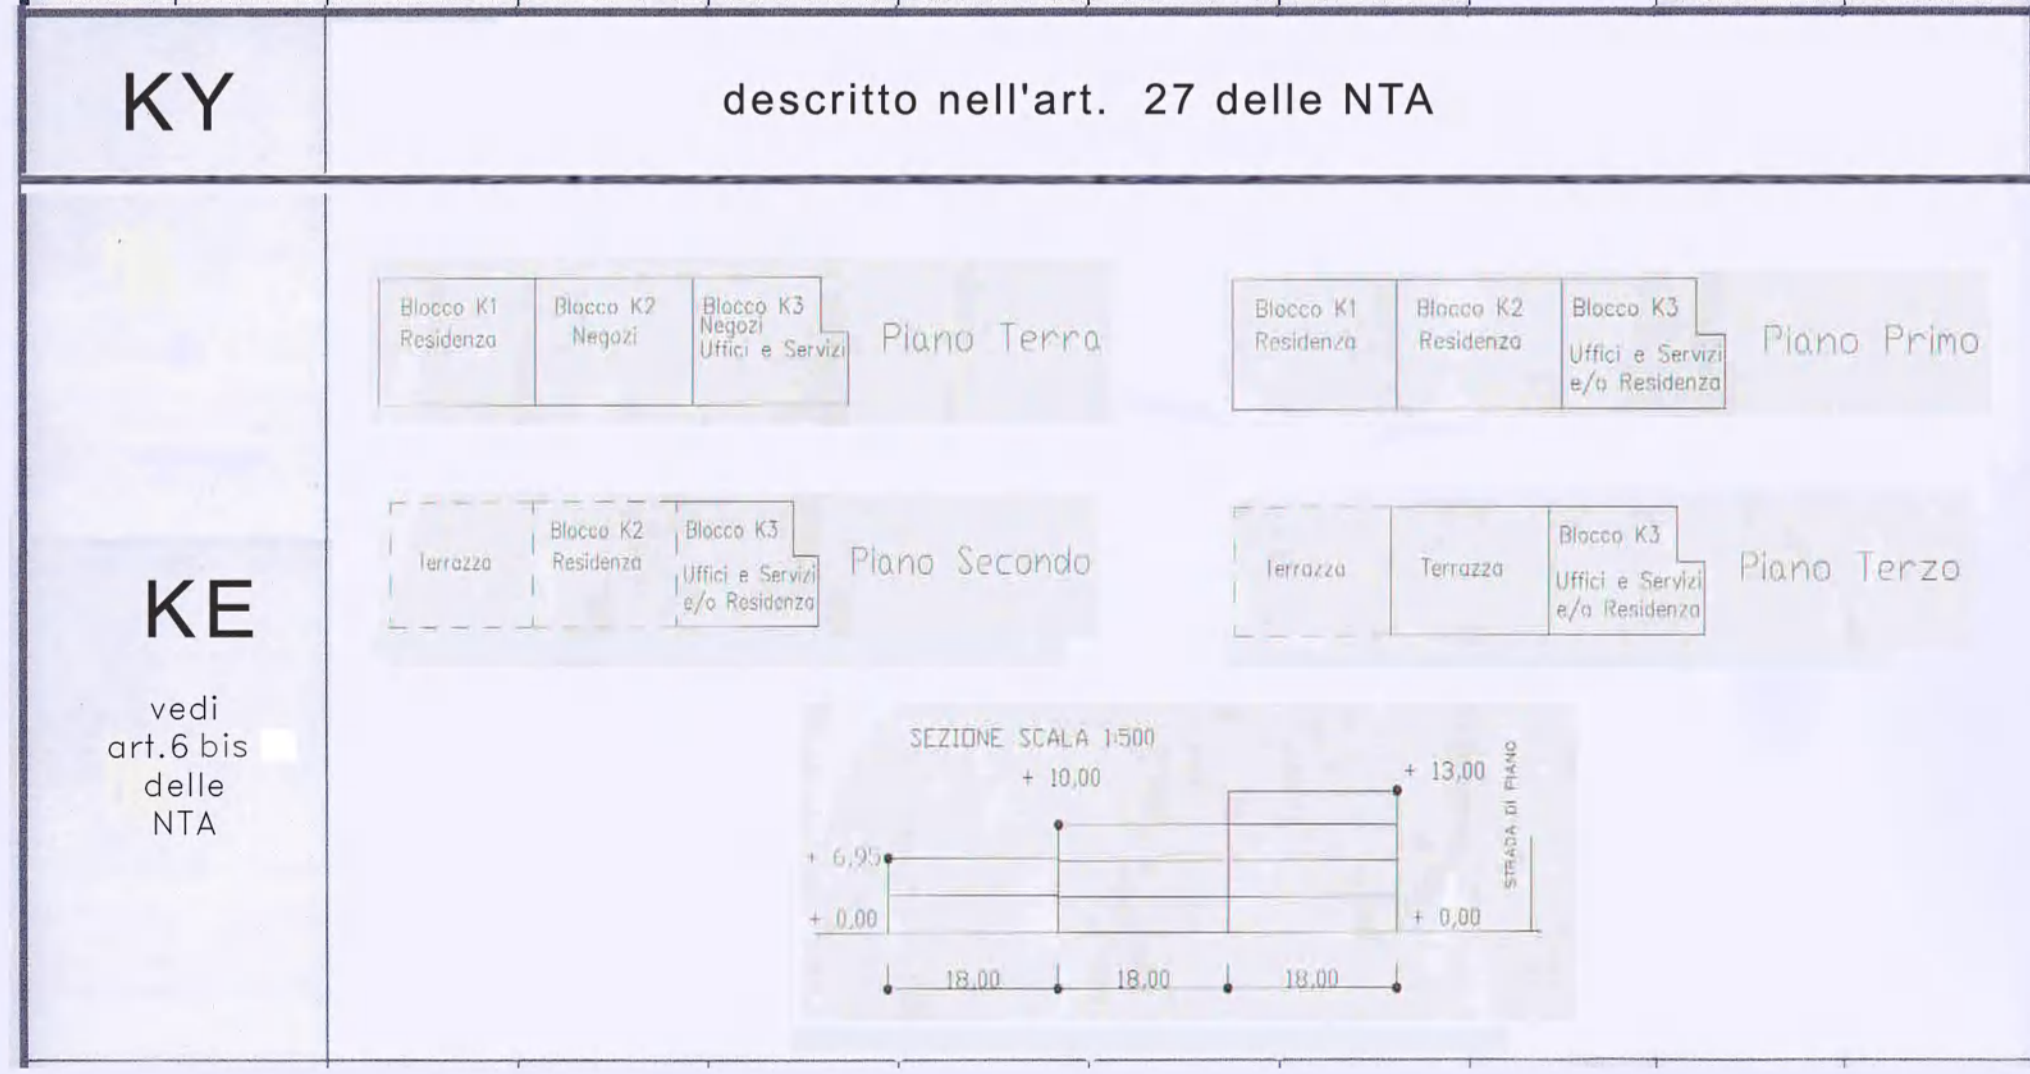 KY
descritto nell'art. 27 delle NTA
KE
vedi
art.6 bis
delle
NTA
Blocco K1
Residenza
Blocco K2
Negozi
Blocco K3
Negozi
Uffici e Servizi
Piano Terra
Blocco K1
Residenza
Blocco K2
Residenza
Blocco K3
Uffici e Servizi
e/o Residenza
Piano Primo
Terrazza
Blocco K2
Residenza
Blocco K3
Uffici e Servizi
e/o Residenza
Piano Secondo
Terrazza
Terrazza
Blocco K3
Uffici e Servizi
e/o Residenza
Piano Terzo
SEZIONE SCALA 1:500
+ 10,00
+ 13,00
+ 6,95
+ 0,00
+ 0,00
STRADA DI PIANO
18,00
18,00
18,00